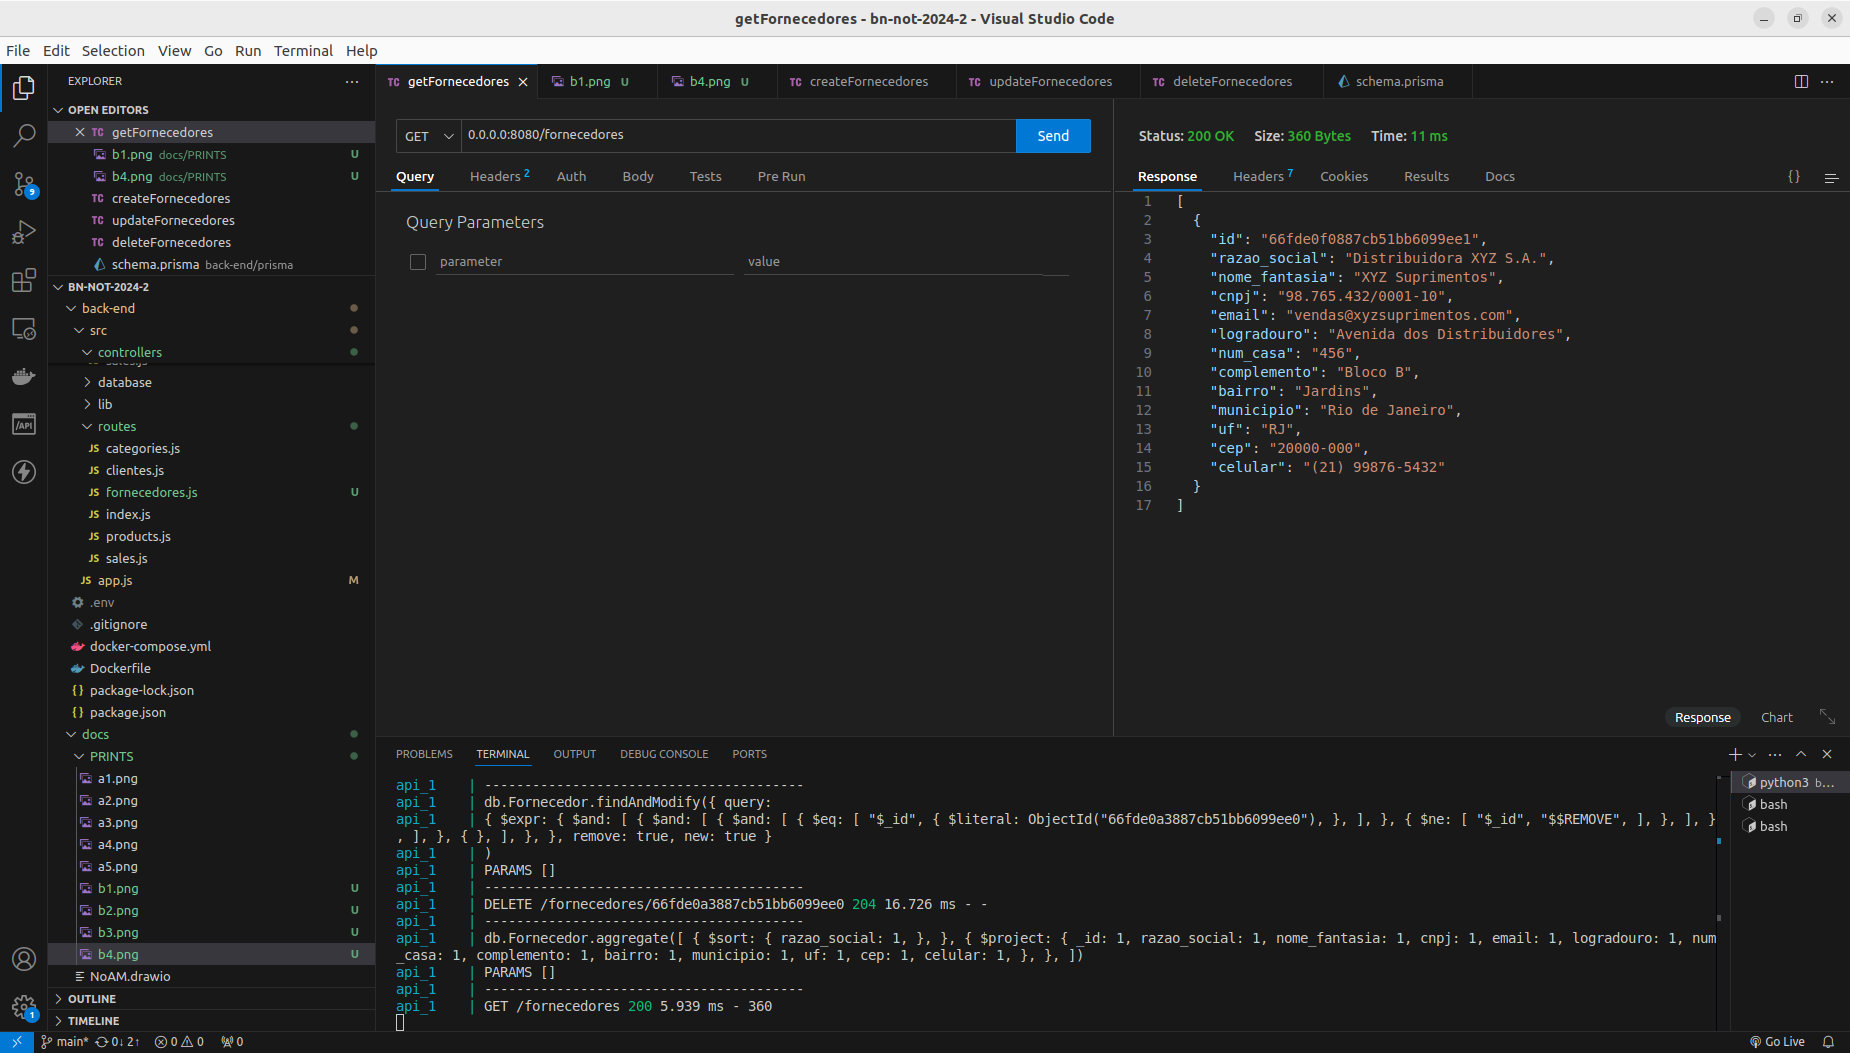 getFornecedores - bn-not-2024-2 - Visual Studio Code
File Edit Selection View Go Run Terminal Help
EXPLORER
OPEN EDITORS
TC getFornecedores
b1.png docs/PRINTS U
b4.png docs/PRINTS U
TC createFornecedores
TC updateFornecedores
TC deleteFornecedores
schema.prisma back-end/prisma
BN-NOT-2024-2
back-end
src
controllers
database
lib
routes
JS categories.js
JS clientes.js
JS fornecedores.js U
JS index.js
JS products.js
JS sales.js
JS app.js M
.env
.gitignore
docker-compose.yml
Dockerfile
{} package-lock.json
{} package.json
docs
PRINTS
a1.png
a2.png
a3.png
a4.png
a5.png
b1.png U
b2.png U
b3.png U
b4.png U
NoAM.drawio
OUTLINE
TIMELINE
9
/API
1
TC getFornecedores
b1.png U
b4.png U
TC createFornecedores
TC updateFornecedores
TC deleteFornecedores
schema.prisma
GET 0.0.0.0:8080/fornecedores Send
Query Headers 2 Auth Body Tests Pre Run
Query Parameters
parameter value
Status: 200 OK Size: 360 Bytes Time: 11 ms
Response Headers 7 Cookies Results Docs {}
1 [
2 {
3 "id": "66fde0f0887cb51bb6099ee1",
4 "razao_social": "Distribuidora XYZ S.A.",
5 "nome_fantasia": "XYZ Suprimentos",
6 "cnpj": "98.765.432/0001-10",
7 "email": "vendas@xyzsuprimentos.com",
8 "logradouro": "Avenida dos Distribuidores",
9 "num_casa": "456",
10 "complemento": "Bloco B",
11 "bairro": "Jardins",
12 "municipio": "Rio de Janeiro",
13 "uf": "RJ",
14 "cep": "20000-000",
15 "celular": "(21) 99876-5432"
16 }
17 ]
Response Chart
PROBLEMS TERMINAL OUTPUT DEBUG CONSOLE PORTS
api_1 | ----------------------------------------
api_1 | db.Fornecedor.findAndModify({ query:
api_1 | { $expr: { $and: [ { $and: [ { $and: [ { $eq: [ "$_id", { $literal: ObjectId("66fde0a3887cb51bb6099ee0"), }, ], }, { $ne: [ "$_id", "$$REMOVE", ], }, ], }
, ], }, { }, ], }, }, remove: true, new: true }
api_1 | )
api_1 | PARAMS []
api_1 | ----------------------------------------
api_1 | DELETE /fornecedores/66fde0a3887cb51bb6099ee0 204 16.726 ms - -
api_1 | ----------------------------------------
api_1 | db.Fornecedor.aggregate([ { $sort: { razao_social: 1, }, }, { $project: { _id: 1, razao_social: 1, nome_fantasia: 1, cnpj: 1, email: 1, logradouro: 1, num
_casa: 1, complemento: 1, bairro: 1, municipio: 1, uf: 1, cep: 1, celular: 1, }, }, ])
api_1 | PARAMS []
api_1 | ----------------------------------------
api_1 | GET /fornecedores 200 5.939 ms - 360
python3 b...
bash
bash
main* 0↓ 2↑ 0 0 0 Go Live